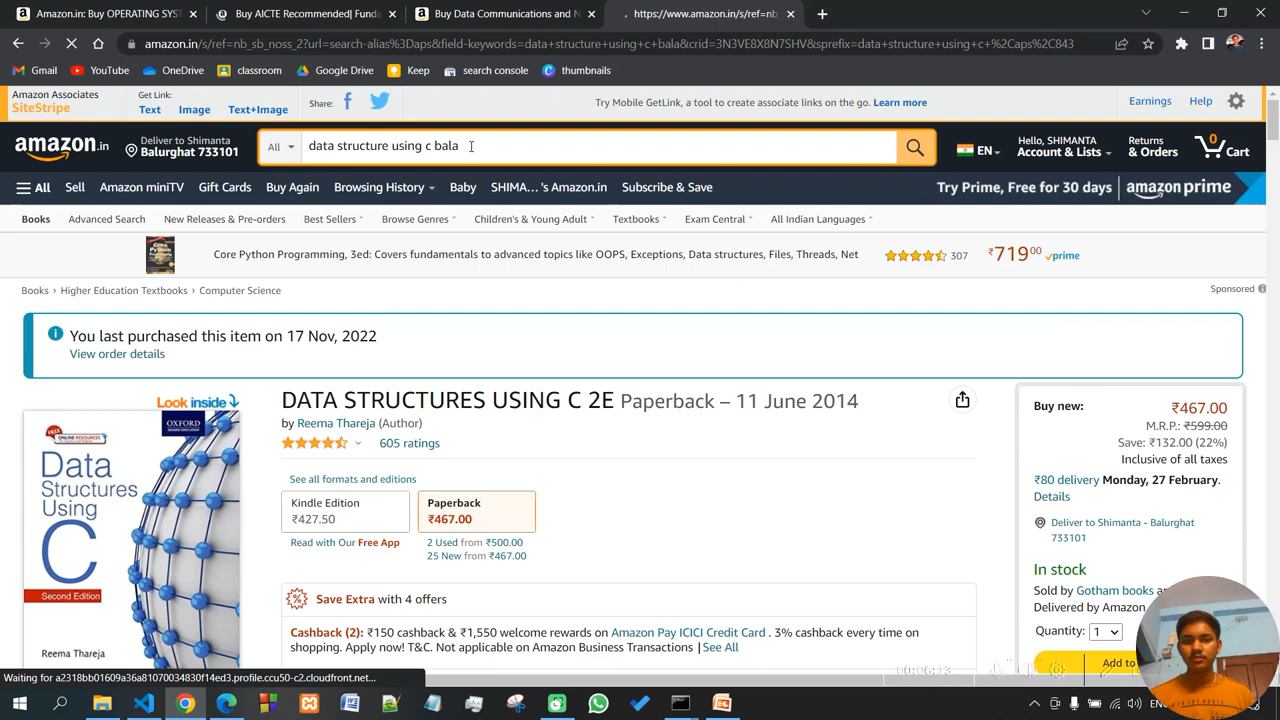 Amazon.in: Buy OPERATING SYST
Buy AICTE Recommended| Funda
Buy Data Communications and N
https://www.amazon.in/s/ref=nb_
amazon.in/s/ref=nb_sb_noss_2?url=search-alias%3Daps&field-keywords=data+structure+using+c+bala&crid=3N3VE8X8N7SHV&sprefix=data+structure+using+c+%2Caps%2C843
Gmail YouTube OneDrive classroom Google Drive Keep search console thumbnails
Amazon Associates
SiteStripe
Get Link:
Text Image Text+Image
Share:
Try Mobile GetLink, a tool to create associate links on the go. Learn more
Earnings Help
amazon.in
Deliver to Shimanta
Balurghat 733101
All
data structure using c bala
EN
Hello, SHIMANTA
Account & Lists
Returns
& Orders
0
Cart
All Sell Amazon miniTV Gift Cards Buy Again Browsing History Baby SHIMA... 's Amazon.in Subscribe & Save
Try Prime, Free for 30 days amazon prime
Books Advanced Search New Releases & Pre-orders Best Sellers Browse Genres Children's & Young Adult Textbooks Exam Central All Indian Languages
Core Python Programming, 3ed: Covers fundamentals to advanced topics like OOPS, Exceptions, Data structures, Files, Threads, Net
307 ₹719⁰⁰ prime
Books › Higher Education Textbooks › Computer Science
Sponsored
You last purchased this item on 17 Nov, 2022
View order details
Look inside
OXFORD
Data
Structures
Using
C
Second Edition
Reema Thareja
DATA STRUCTURES USING C 2E Paperback – 11 June 2014
by Reema Thareja (Author)
605 ratings
See all formats and editions
Kindle Edition
₹427.50
Read with Our Free App
Paperback
₹467.00
2 Used from ₹500.00
25 New from ₹467.00
Save Extra with 4 offers
Cashback (2): ₹150 cashback & ₹1,550 welcome rewards on Amazon Pay ICICI Credit Card . 3% cashback every time on
shopping. Apply now! T&C. Not applicable on Amazon Business Transactions |See All
Buy new: ₹467.00
M.R.P.: ₹599.00
Save: ₹132.00 (22%)
Inclusive of all taxes
₹80 delivery Monday, 27 February.
Details
Deliver to Shimanta - Balurghat
733101
In stock
Sold by Gotham books
Delivered by Amazon
Quantity: 1
Add to